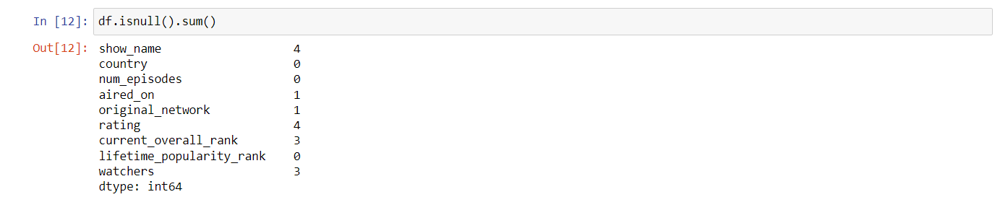 In [12]: df.isnull().sum()
Out[12]: show_name 4
country 0
num_episodes 0
aired_on 1
original_network 1
rating 4
current_overall_rank 3
lifetime_popularity_rank 0
watchers 3
dtype: int64